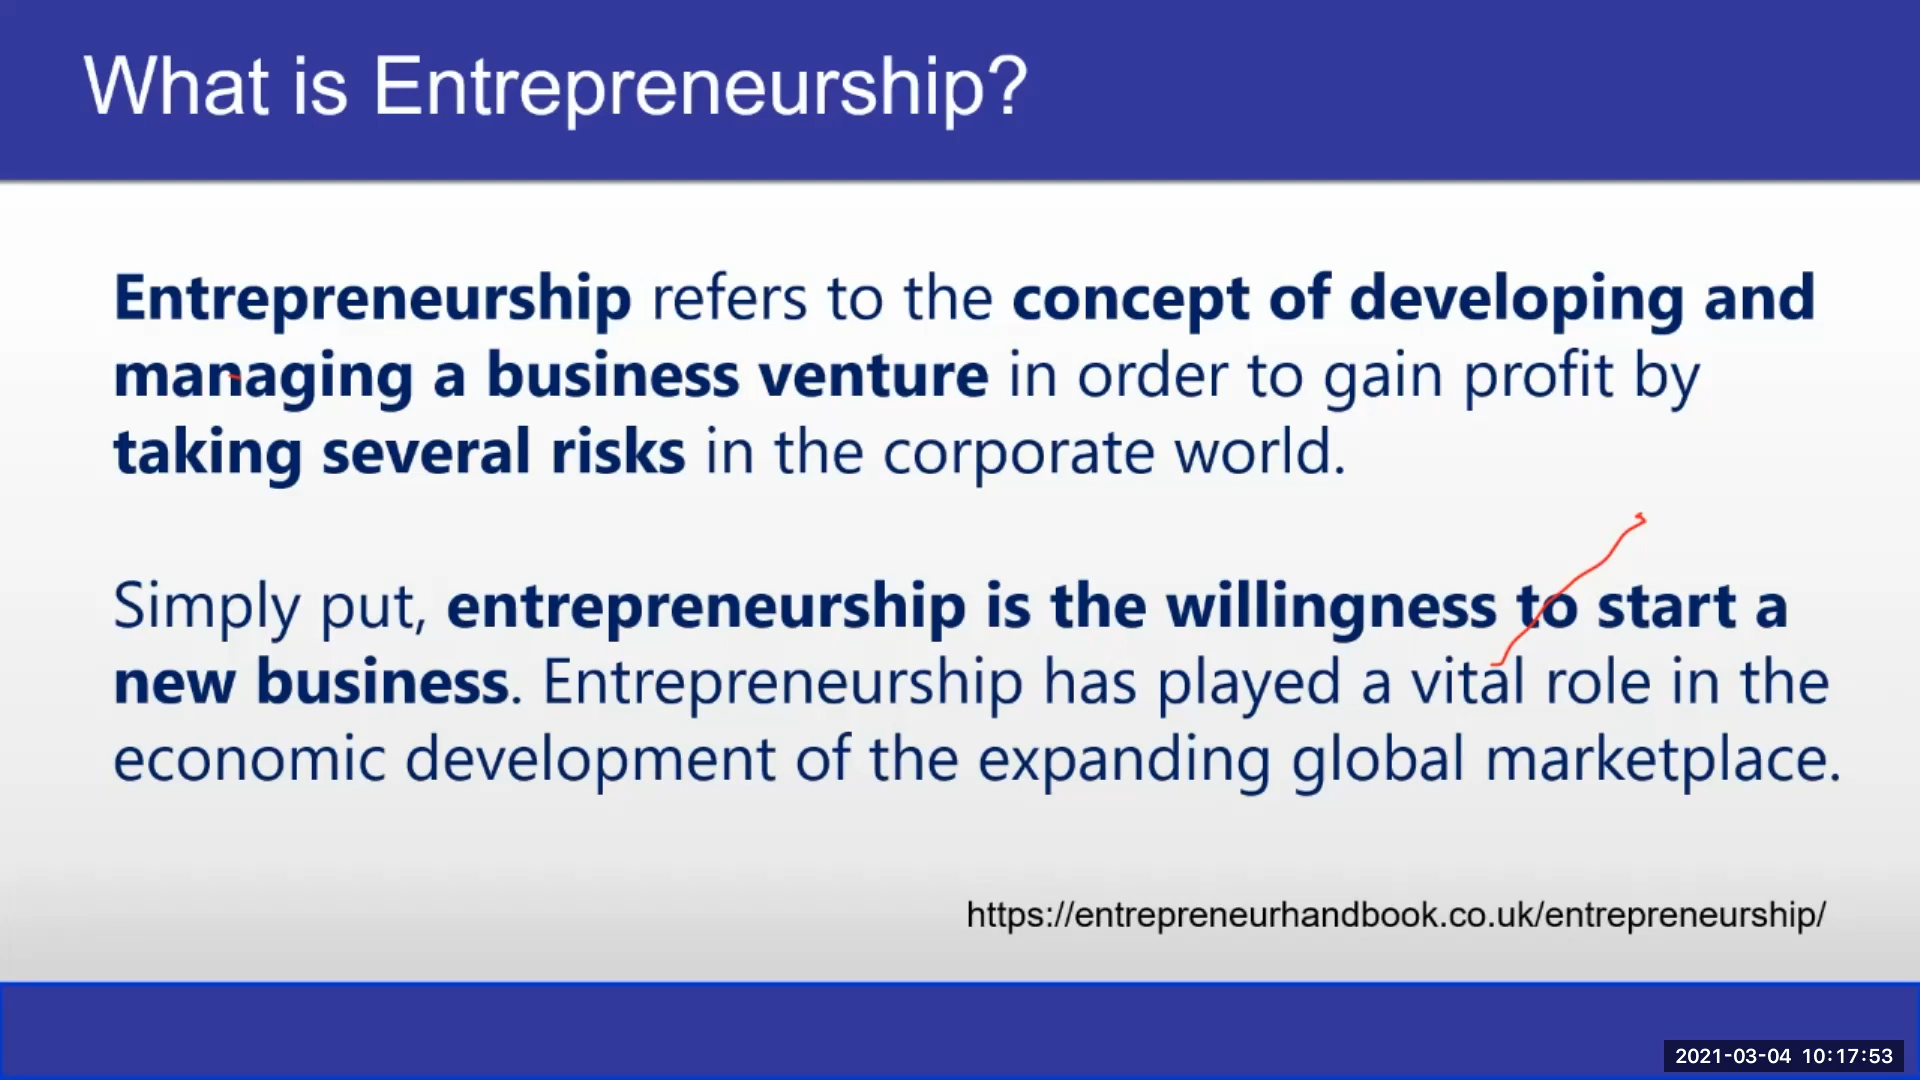 What is Entrepreneurship?
Entrepreneurship refers to the concept of developing and
managing a business venture in order to gain profit by
taking several risks in the corporate world.
Simply put, entrepreneurship is the willingness to start a
new business. Entrepreneurship has played a vital role in the
economic development of the expanding global marketplace.
https://entrepreneurhandbook.co.uk/entrepreneurship/
2021-03-04 10:17:53